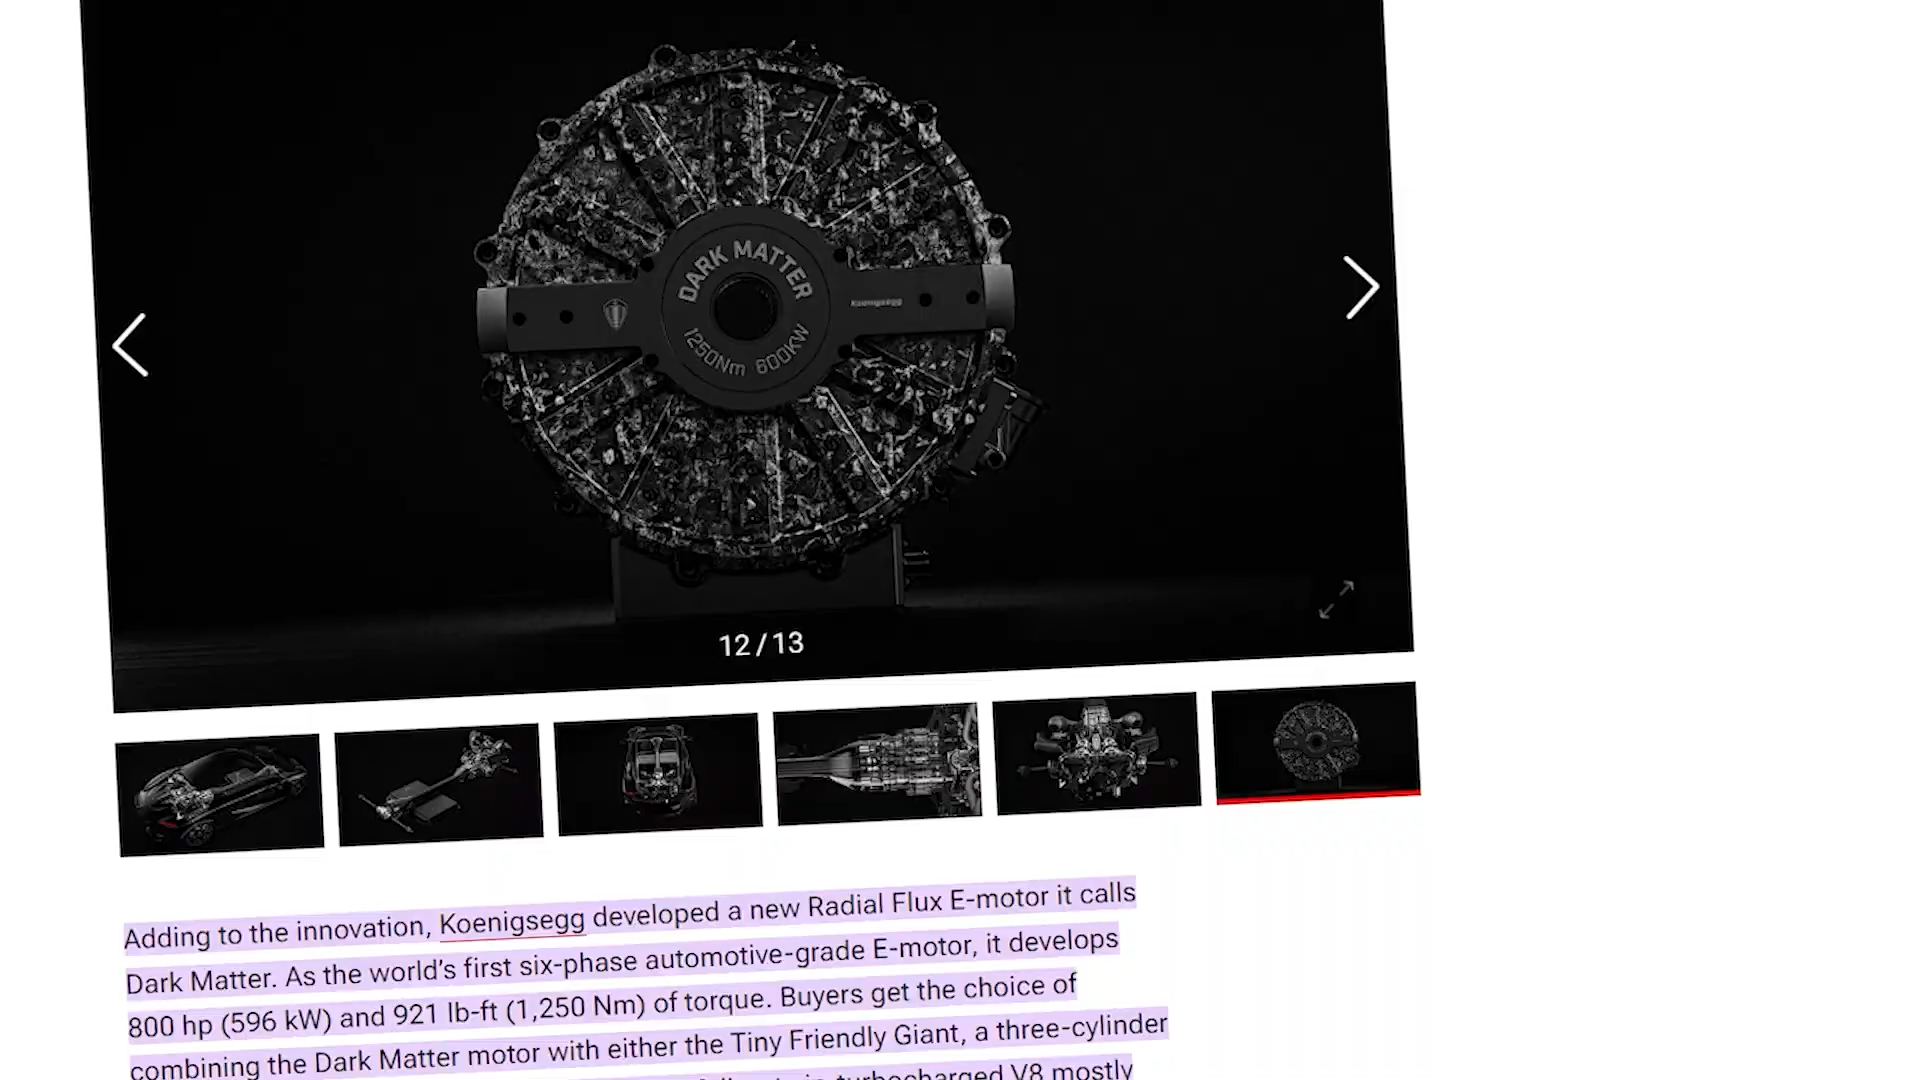 DARK MATTER
Koenigsegg
1250Nm 600KW
12/13
Adding to the innovation, Koenigsegg developed a new Radial Flux E-motor it calls
Dark Matter. As the world's first six-phase automotive-grade E-motor, it develops
800 hp (596 kW) and 921 lb-ft (1,250 Nm) of torque. Buyers get the choice of
combining the Dark Matter motor with either the Tiny Friendly Giant, a three-cylinder
turbocharged V8 mostly